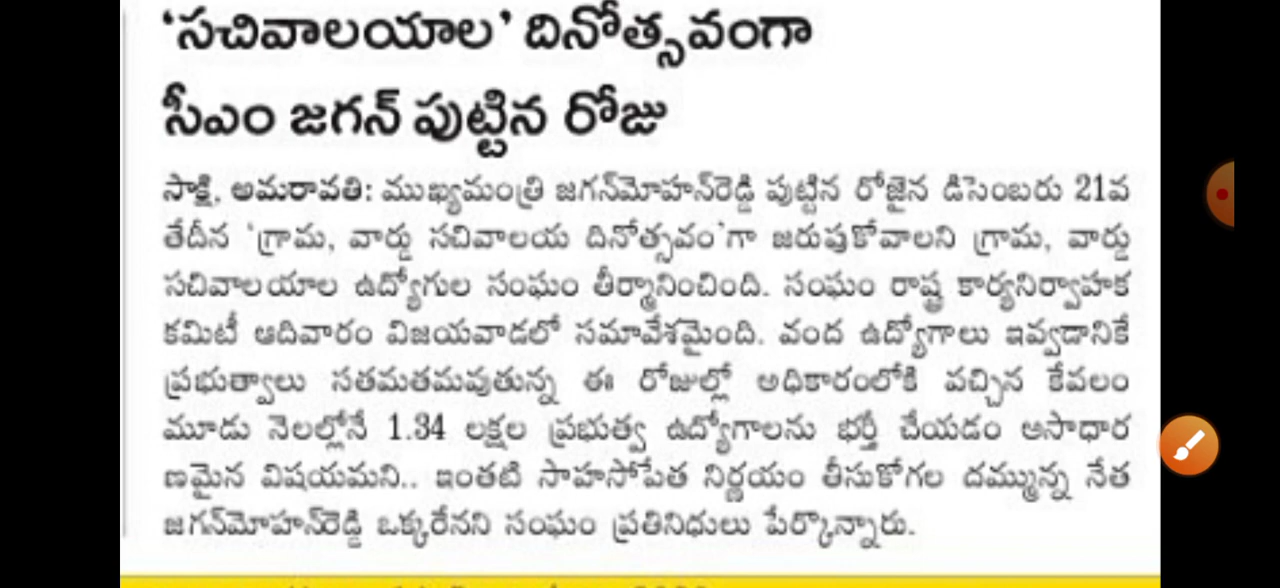 ‘సచివాలయాల’ దినోత్సవంగా
సీఎం జగన్ పుట్టిన రోజు
సాక్షి, అమరావతి: ముఖ్యమంత్రి జగన్‌మోహన్‌రెడ్డి పుట్టిన రోజైన డిసెంబరు 21వ
తేదీన ‘గ్రామ, వార్డు సచివాలయ దినోత్సవం’గా జరుపుకోవాలని గ్రామ, వార్డు
సచివాలయాల ఉద్యోగుల సంఘం తీర్మానించింది. సంఘం రాష్ట్ర కార్యనిర్వాహక
కమిటీ ఆదివారం విజయవాడలో సమావేశమైంది. వంద ఉద్యోగాలు ఇవ్వడానికే
ప్రభుత్వాలు సతమతమవుతున్న ఈ రోజుల్లో అధికారంలోకి వచ్చిన కేవలం
మూడు నెలల్లోనే 1.34 లక్షల ప్రభుత్వ ఉద్యోగాలను భర్తీ చేయడం అసాధార
ణమైన విషయమని.. ఇంతటి సాహసోపేత నిర్ణయం తీసుకోగల దమ్మున్న నేత
జగన్‌మోహన్‌రెడ్డి ఒక్కరేనని సంఘం ప్రతినిధులు పేర్కొన్నారు.